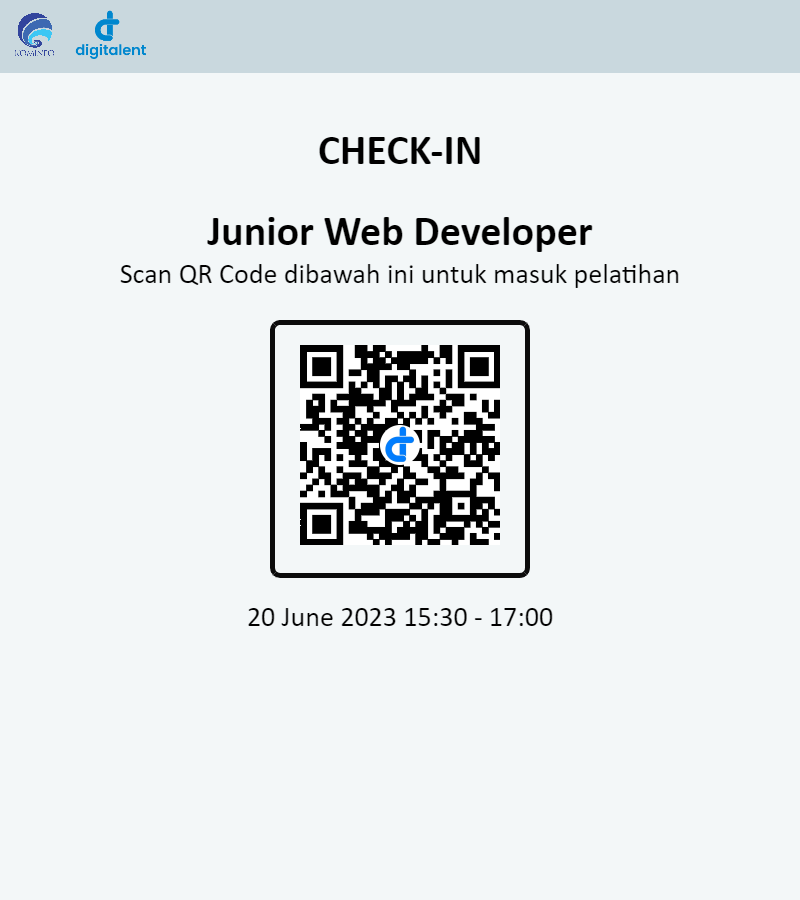 KOMINFO
digitalent
CHECK-IN
Junior Web Developer
Scan QR Code dibawah ini untuk masuk pelatihan
20 June 2023 15:30 - 17:00